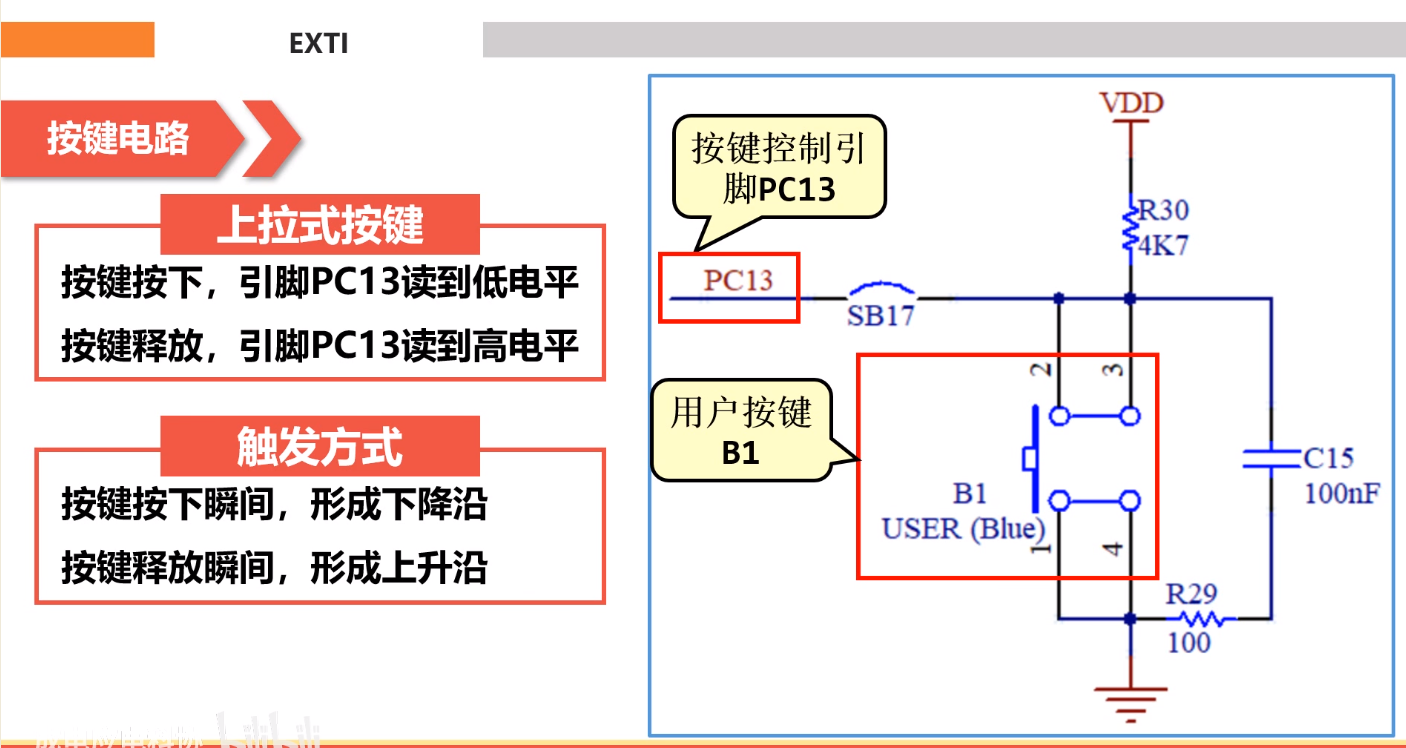 EXTI
按键电路
上拉式按键
按键按下，引脚PC13读到低电平
按键释放，引脚PC13读到高电平
触发方式
按键按下瞬间，形成下降沿
按键释放瞬间，形成上升沿
VDD
按键控制引
脚PC13
R30
4K7
PC13
SB17
2
3
用户按键
B1
C15
100nF
B1
USER (Blue)
1
4
R29
100